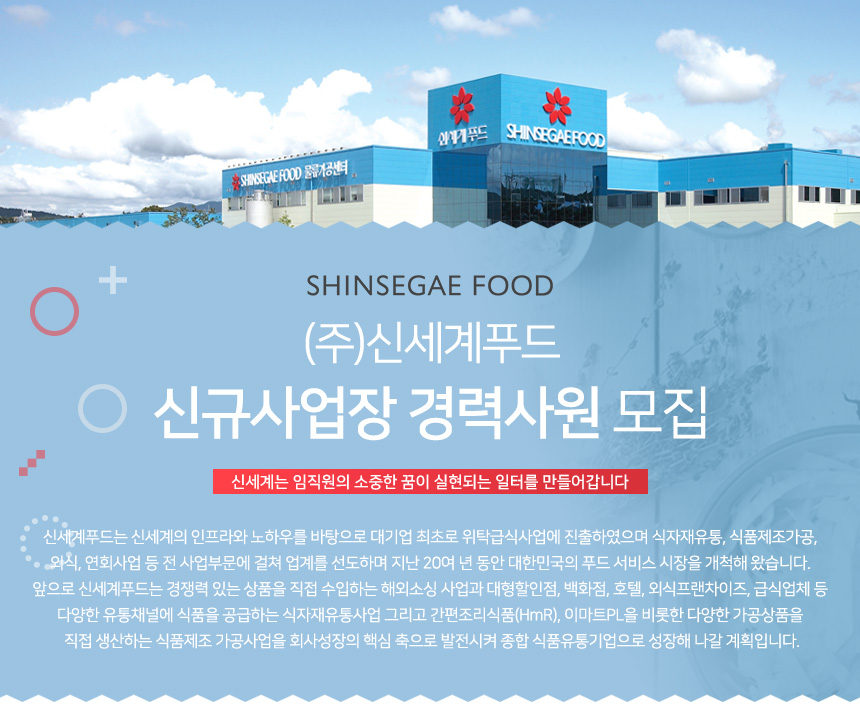 신세계푸드
SHINSEGAE FOOD
SHINSEGAE FOOD 물류가공센터
SHINSEGAE FOOD
(주)신세계푸드
신규사업장 경력사원 모집
신세계는 임직원의 소중한 꿈이 실현되는 일터를 만들어갑니다
신세계푸드는 신세계의 인프라와 노하우를 바탕으로 대기업 최초로 위탁급식사업에 진출하였으며 식자재유통, 식품제조가공,
외식, 연회사업 등 전 사업부문에 걸쳐 업계를 선도하며 지난 20여 년 동안 대한민국의 푸드 서비스 시장을 개척해 왔습니다.
앞으로 신세계푸드는 경쟁력 있는 상품을 직접 수입하는 해외소싱 사업과 대형할인점, 백화점, 호텔, 외식프랜차이즈, 급식업체 등
다양한 유통채널에 식품을 공급하는 식자재유통사업 그리고 간편조리식품(HmR), 이마트PL을 비롯한 다양한 가공상품을
직접 생산하는 식품제조 가공사업을 회사성장의 핵심 축으로 발전시켜 종합 식품유통기업으로 성장해 나갈 계획입니다.